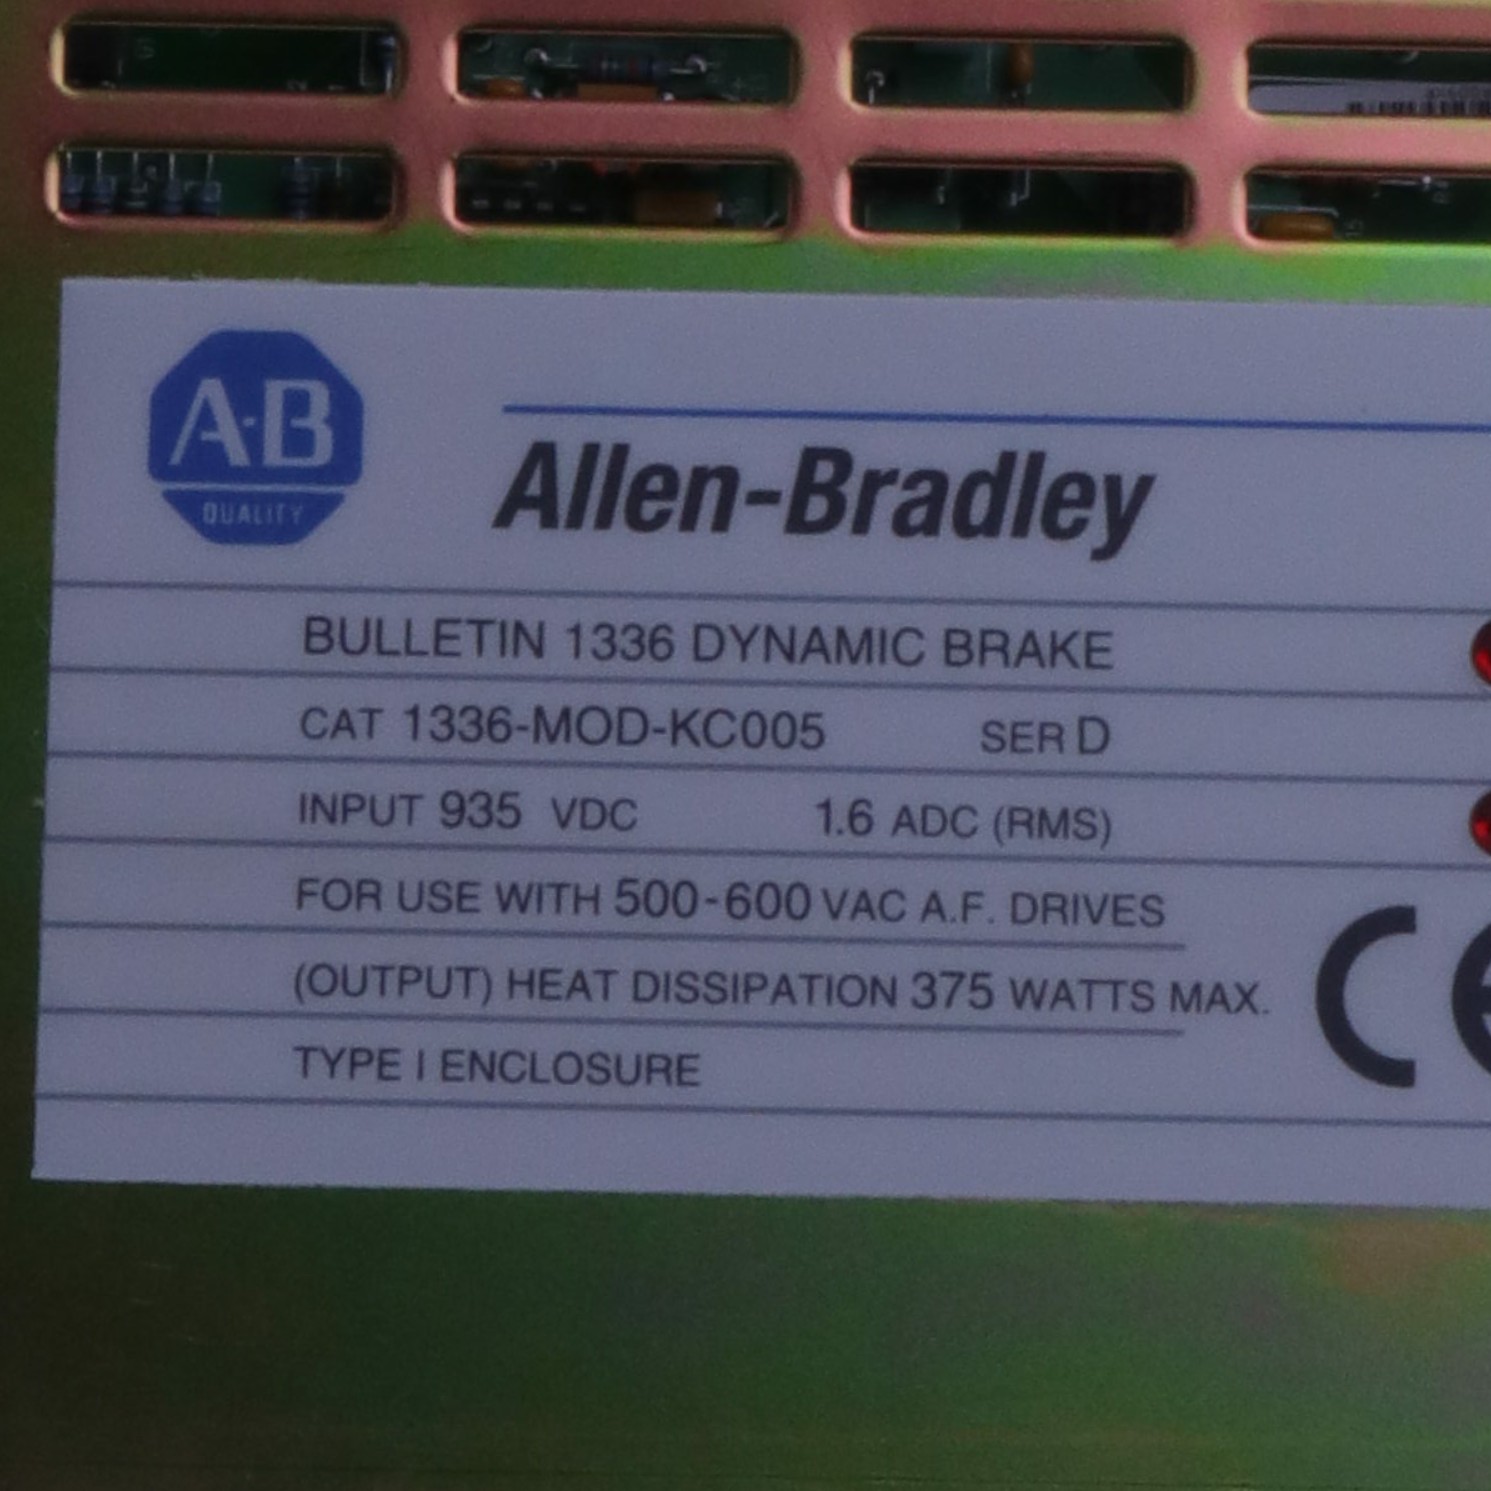 A-B
QUALITY
Allen-Bradley
BULLETIN 1336 DYNAMIC BRAKE
CAT 1336-MOD-KC005 SER D
INPUT 935 VDC 1.6 ADC (RMS)
FOR USE WITH 500-600 VAC A.F. DRIVES
(OUTPUT) HEAT DISSIPATION 375 WATTS MAX.
TYPE I ENCLOSURE
CE